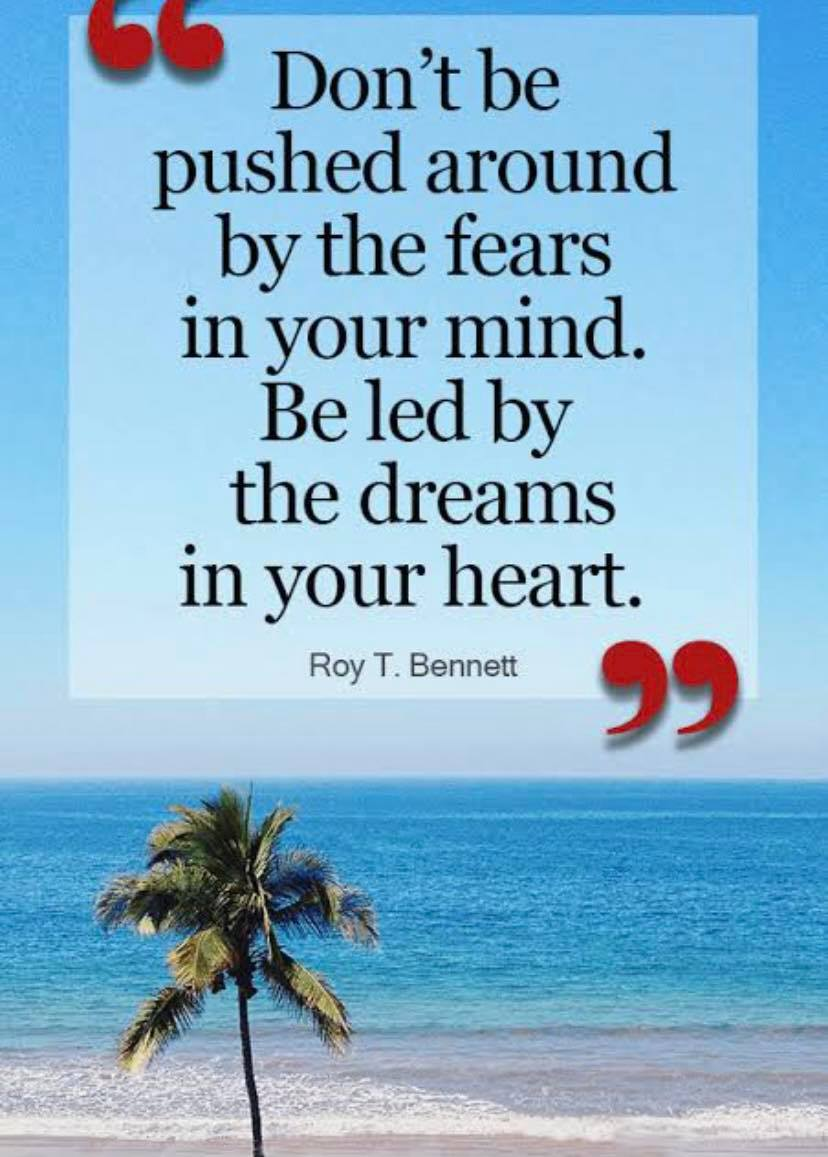 “
Don’t be
pushed around
by the fears
in your mind.
Be led by
the dreams
in your heart.
Roy T. Bennett
”